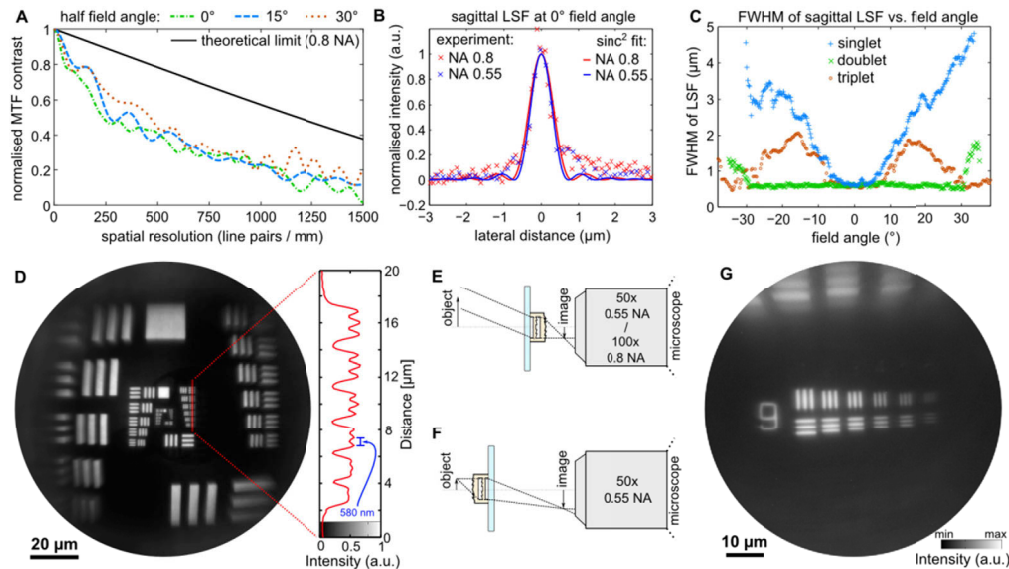 A
half field angle: 0° 15° 30°
theoretical limit (0.8 NA)
normalised MTF contrast
1
0.8
0.6
0.4
0.2
0
0 250 500 750 1000 1250 1500
spatial resolution (line pairs / mm)
B
sagittal LSF at 0° field angle
experiment:
NA 0.8
NA 0.55
sinc² fit:
NA 0.8
NA 0.55
normalised intensity (a.u.)
1
0.8
0.6
0.4
0.2
0
-0.2
-3 -2 -1 0 1 2 3
lateral distance (µm)
C
FWHM of sagittal LSF vs. feld angle
singlet
doublet
triplet
FWHM of LSF (µm)
5
4
3
2
1
0
−30 −20 −10 0 10 20 30
field angle (°)
D
20 µm
20
16
12
8
4
0
Distance [µm]
580 nm
0 0.5 1
Intensity (a.u.)
E
object
image
50x
0.55 NA
/
100x
0.8 NA
microscope
F
object
image
50x
0.55 NA
microscope
G
9
10 µm
min max
Intensity (a.u.)